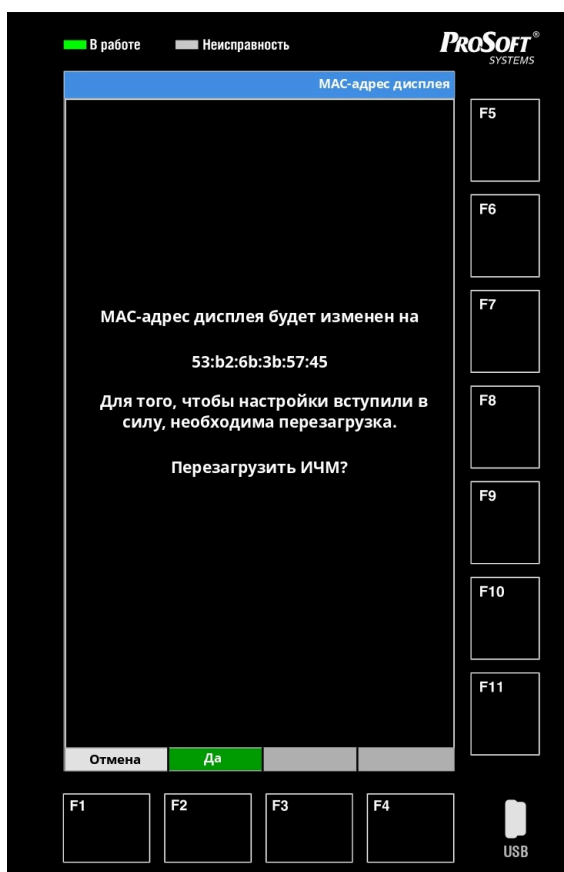 В работе
Неисправность
PROSOFT®
SYSTEMS
MAC-адрес дисплея
F5
F6
F7
MAC-адрес дисплея будет изменен на
53:b2:6b:3b:57:45
Для того, чтобы настройки вступили в
силу, необходима перезагрузка.
Перезагрузить ИЧМ?
F8
F9
F10
F11
Отмена
Да
F1
F2
F3
F4
USB